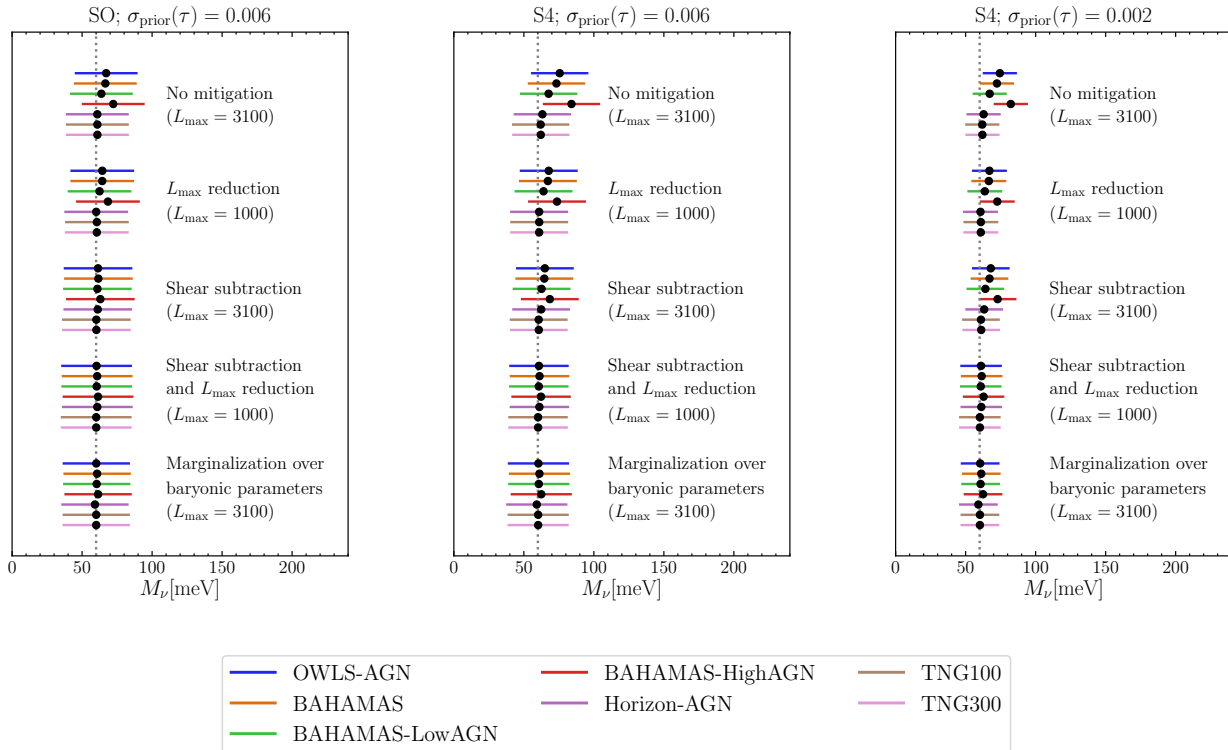 SO; σprior(τ) = 0.006
No mitigation
(Lmax = 3100)
Lmax reduction
(Lmax = 1000)
Shear subtraction
(Lmax = 3100)
Shear subtraction
and Lmax reduction
(Lmax = 1000)
Marginalization over
baryonic parameters
(Lmax = 3100)
0 50 100 150 200
Mν[meV]
S4; σprior(τ) = 0.006
No mitigation
(Lmax = 3100)
Lmax reduction
(Lmax = 1000)
Shear subtraction
(Lmax = 3100)
Shear subtraction
and Lmax reduction
(Lmax = 1000)
Marginalization over
baryonic parameters
(Lmax = 3100)
0 50 100 150 200
Mν[meV]
S4; σprior(τ) = 0.002
No mitigation
(Lmax = 3100)
Lmax reduction
(Lmax = 1000)
Shear subtraction
(Lmax = 3100)
Shear subtraction
and Lmax reduction
(Lmax = 1000)
Marginalization over
baryonic parameters
(Lmax = 3100)
0 50 100 150 200
Mν[meV]
OWLS-AGN
BAHAMAS
BAHAMAS-LowAGN
BAHAMAS-HighAGN
Horizon-AGN
TNG100
TNG300